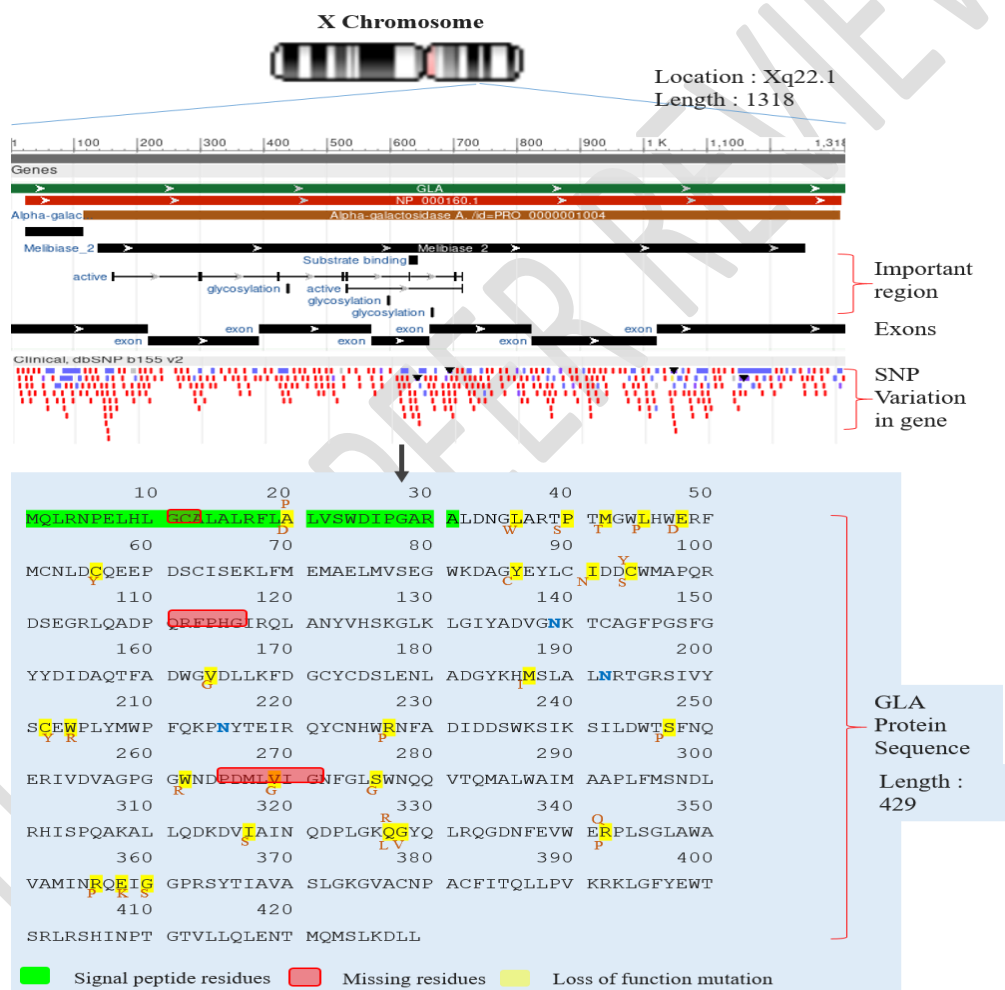 X Chromosome
Location : Xq22.1
Length : 1318
1 100 200 300 400 500 600 700 800 900 1 K 1,100 1,318
Genes
GLA
NP_000160.1
Alpha-galac Alpha-galactosidase A. /id=PRO_0000001004
Melibiase_2 Melibiase_2
Substrate binding
active
glycosylation active
glycosylation
glycosylation
Important
region
exon exon exon
exon exon exon
Exons
Clinical, dbSNP b155 v2
SNP
Variation
in gene
10 20 30 40 50
P
MQLRNPELHL GCALALRFLA LVSWDIPGAR ALDNGLARTP TMGWLHWERF
D W S T P D
60 70 80 90 100
Y
MCNLDCQEEP DSCISEKLFM EMAELMVSEG WKDAGYEYLC IDDCWMAPQR
Y C N S
110 120 130 140 150
DSEGRLQADP QRFPHGIRQL ANYVHSKGLK LGIYADVGNK TCAGFPGSFG
160 170 180 190 200
YYDIDAQTFA DWGVDLLKFD GCYCDSLENL ADGYKHMSLA LNRTGRSIVY
G I
210 220 230 240 250
SCEWPLYMWP FQKPNYTEIR QYCNHWRNFA DIDDSWKSIK SILDWTSFNQ
Y R P P
260 270 280 290 300
ERIVDVAGPG GWNDPDMLVI GNFGLSWNQQ VTQMALWAIM AAPLFMSNDL
R G G
310 320 330 340 350
R Q
RHISPQAKAL LQDKDVIAIN QDPLGKQGYQ LRQGDNFEVW ERPLSGLAWA
S L V P
360 370 380 390 400
VAMINRQEIG GPRSYTIAVA SLGKGVACNP ACFITQLLPV KRKLGFYEWT
P K S
410 420
SRLRSHINPT GTVLLQLENT MQMSLKDLL
GLA
Protein
Sequence
Length :
429
Signal peptide residues Missing residues Loss of function mutation